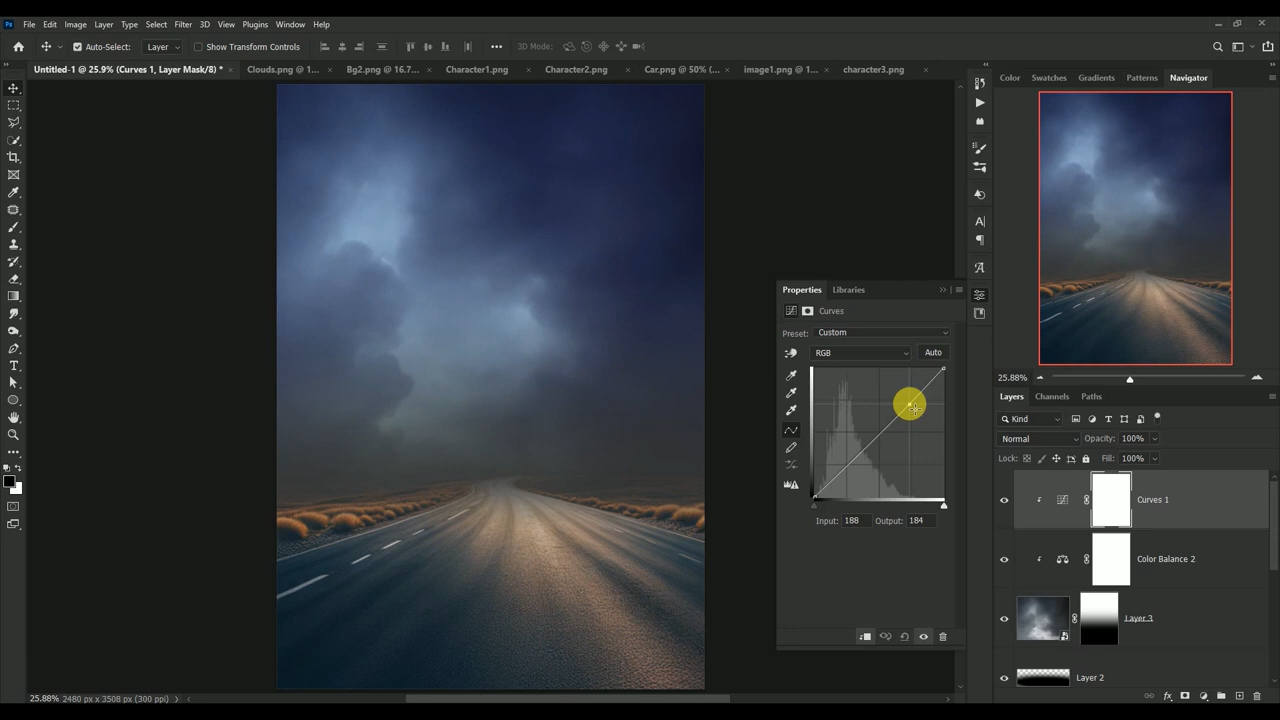 Ps File Edit Image Layer Type Select Filter 3D View Plugins Window Help
Auto-Select: Layer Show Transform Controls ••• 3D Mode:
Untitled-1 @ 25.9% (Curves 1, Layer Mask/8) * × Clouds.png @ 1... × Bg2.png @ 16.7... × Character1.png × Character2.png × Car.png @ 50% (... × image1.png @ 1... × character3.png ×
Color Swatches Gradients Patterns Navigator
25.88%
Properties Libraries
Curves
Preset: Custom
RGB Auto
Input: 188 Output: 184
Layers Channels Paths
Kind
Normal Opacity: 100%
Lock: Fill: 100%
Curves 1
Color Balance 2
Layer 3
Layer 2
25.88% 2480 px x 3508 px (300 ppi)